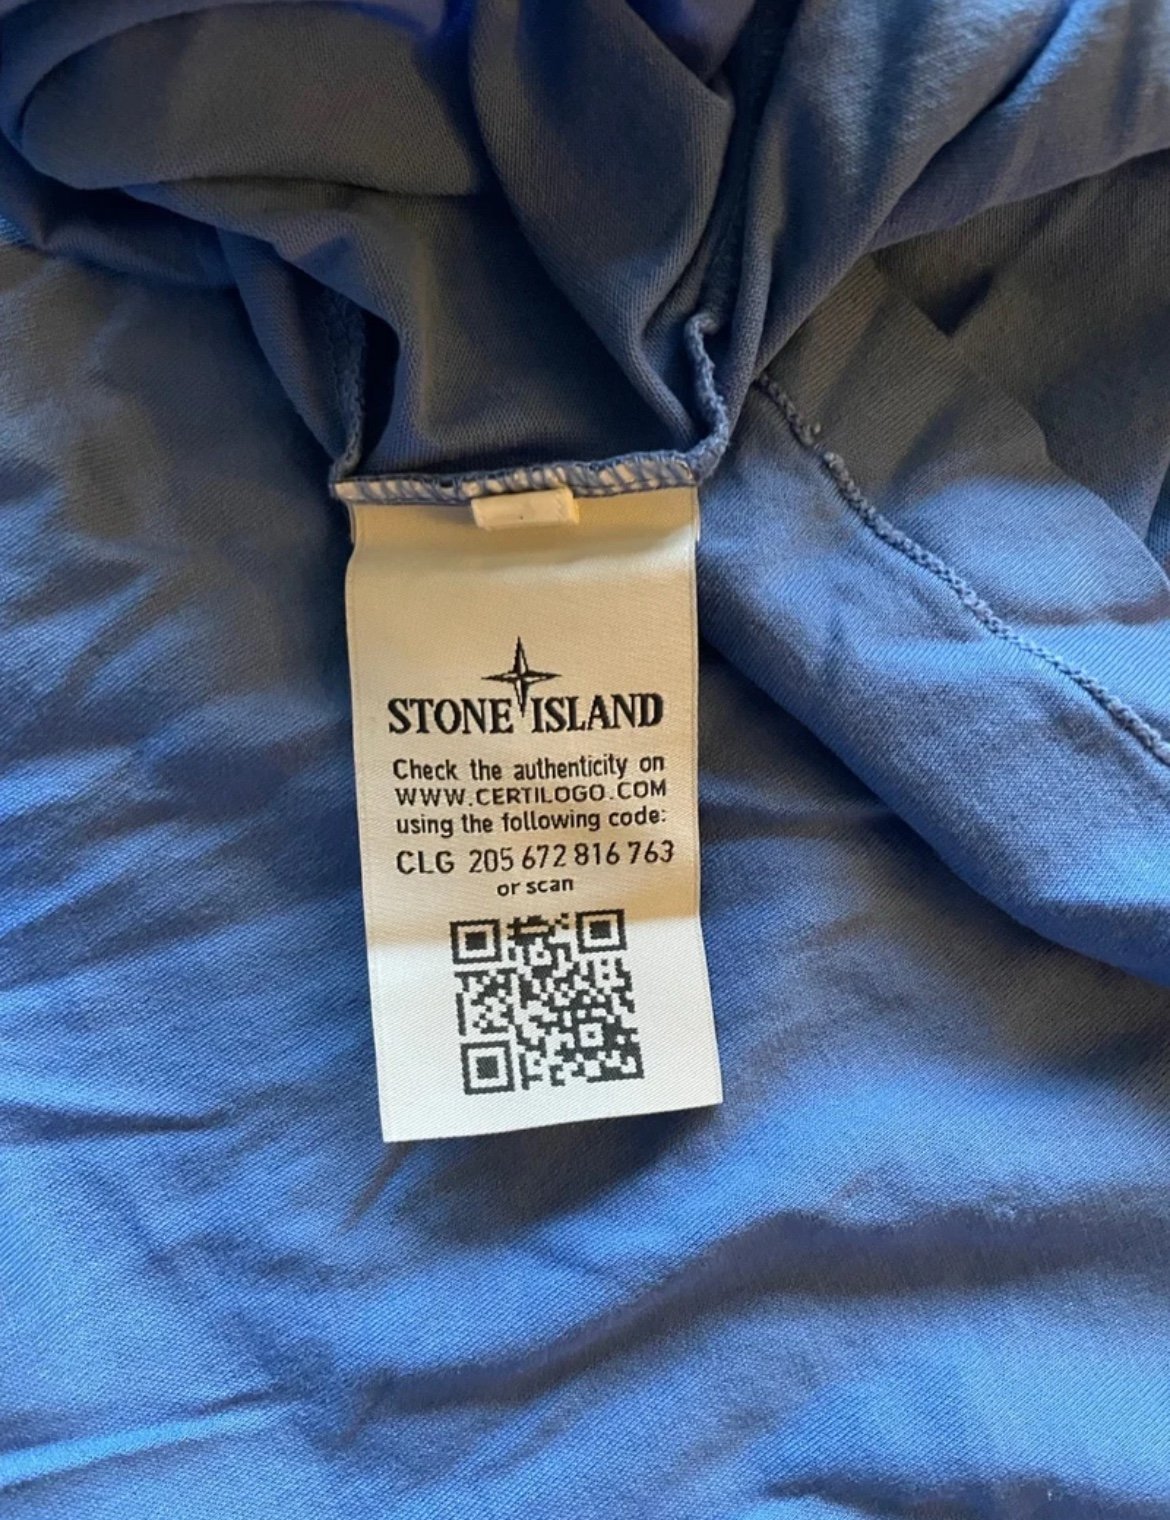 STONE ISLAND
Check the authenticity on
WWW.CERTILOGO.COM
using the following code:
CLG 205 672 816 763
or scan